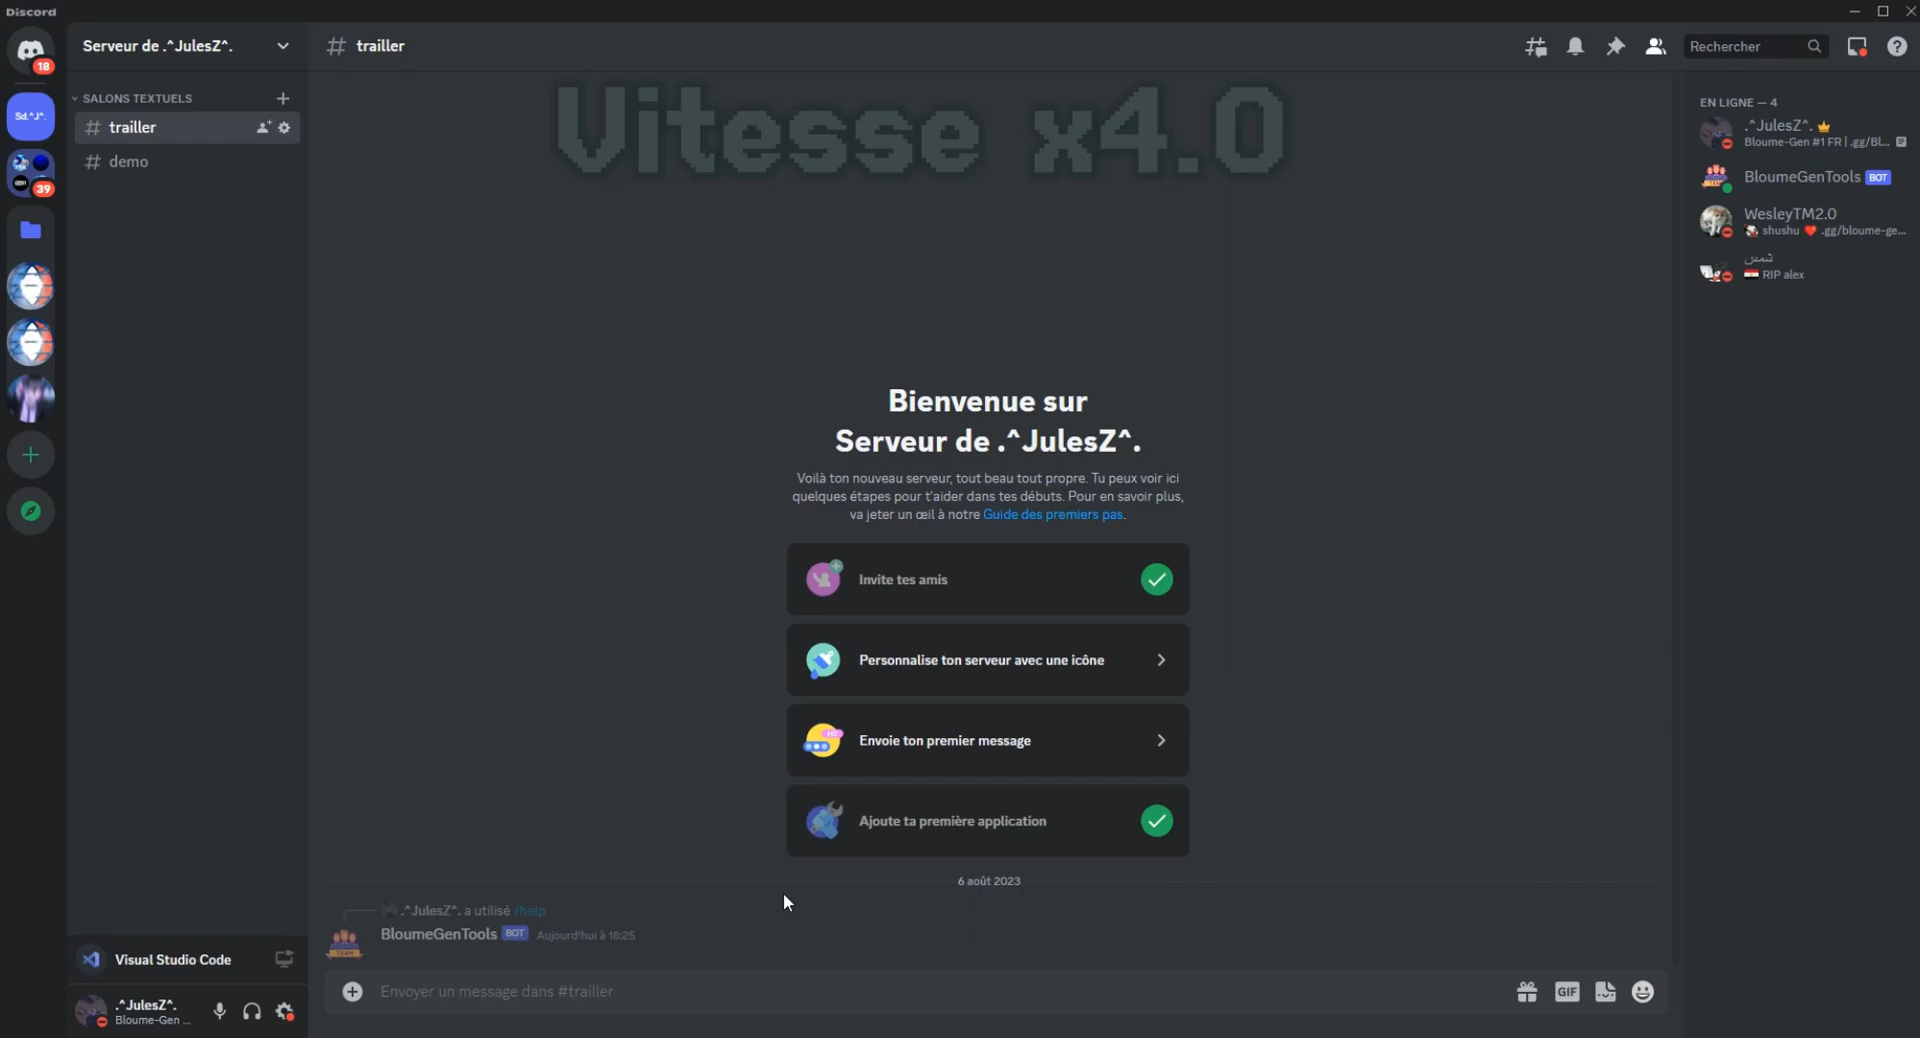 Discord
18
Serveur de .^JulesZ^.
# trailler
Rechercher
Sd.^J^.
39
SALONS TEXTUELS
# trailler
# demo
Vitesse x4.0
Bienvenue sur
Serveur de .^JulesZ^.
Voilà ton nouveau serveur, tout beau tout propre. Tu peux voir ici
quelques étapes pour t'aider dans tes débuts. Pour en savoir plus,
va jeter un œil à notre Guide des premiers pas.
Invite tes amis
Personnalise ton serveur avec une icône
Envoie ton premier message
Ajoute ta première application
6 août 2023
.^JulesZ^. a utilisé /help
BloumeGenTools BOT Aujourd'hui à 18:25
TEAM
Envoyer un message dans #trailler
GIF
Visual Studio Code
.^JulesZ^.
Bloume-Gen ...
EN LIGNE — 4
.^JulesZ^.
Bloume-Gen #1 FR | .gg/Bl...
BloumeGenTools BOT
WesleyTM2.0
shushu ❤️ .gg/bloume-ge...
شمس
RIP alex